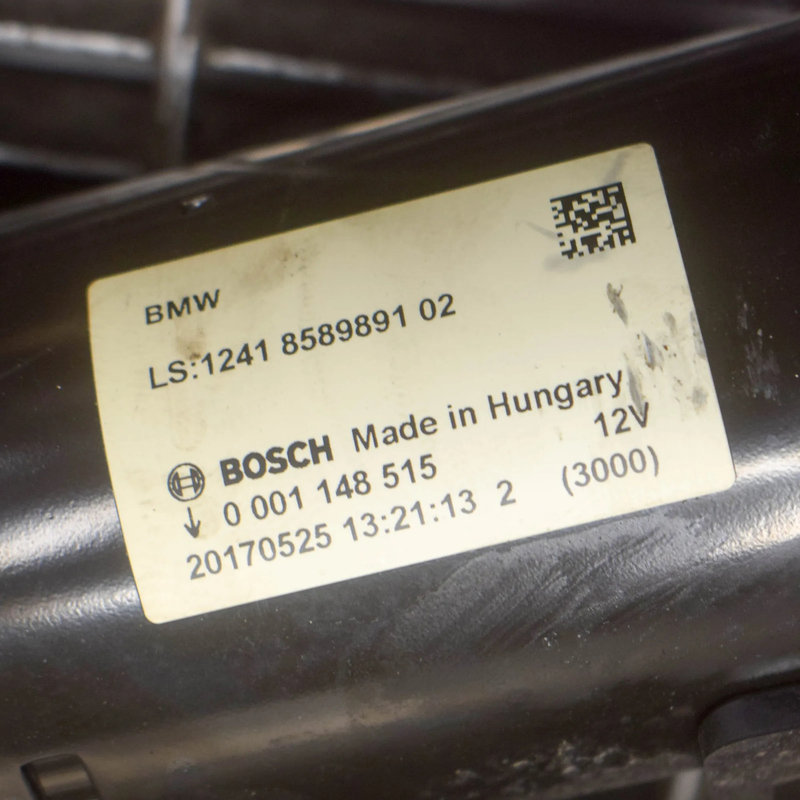 BMW
LS:1241 8589891 02
BOSCH Made in Hungary
0 001 148 515 12V
20170525 13:21:13 2 (3000)